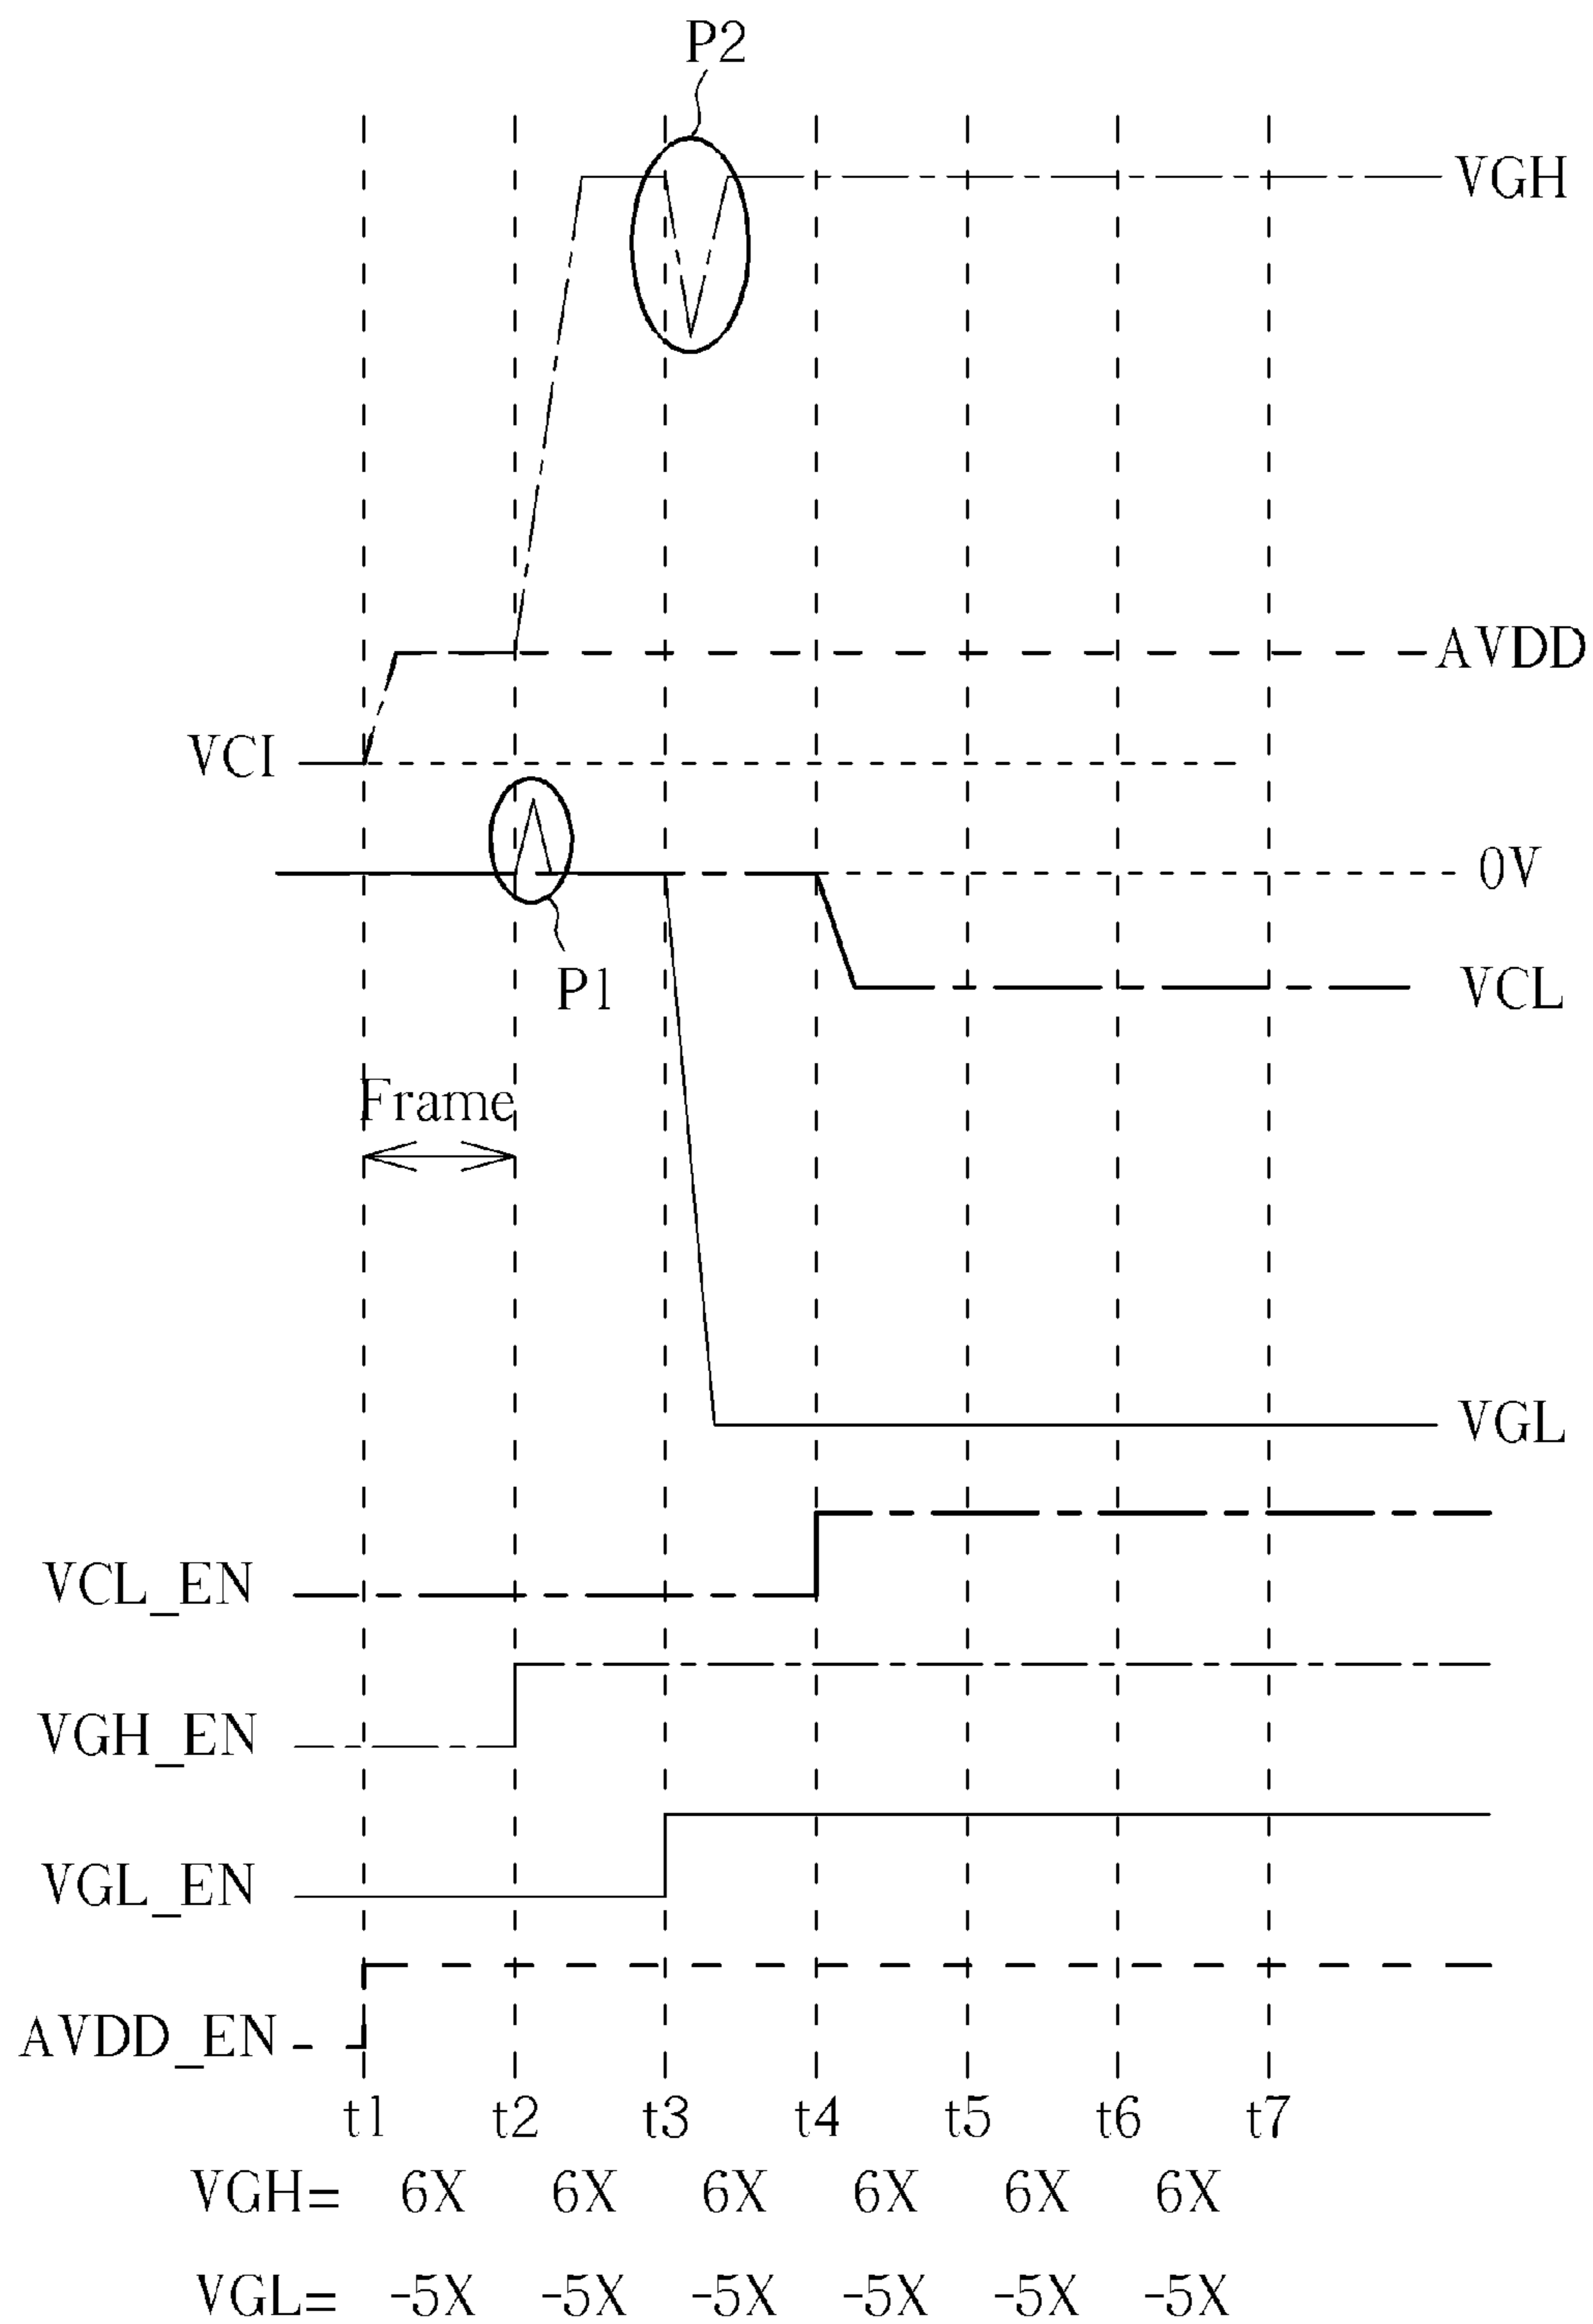 P2
VGH
AVDD
VCI
0V
P1
VCL
Frame
VGL
VCL_EN
VGH_EN
VGL_EN
AVDD_EN
t1 t2 t3 t4 t5 t6 t7
VGH= 6X 6X 6X 6X 6X 6X
VGL= -5X -5X -5X -5X -5X -5X